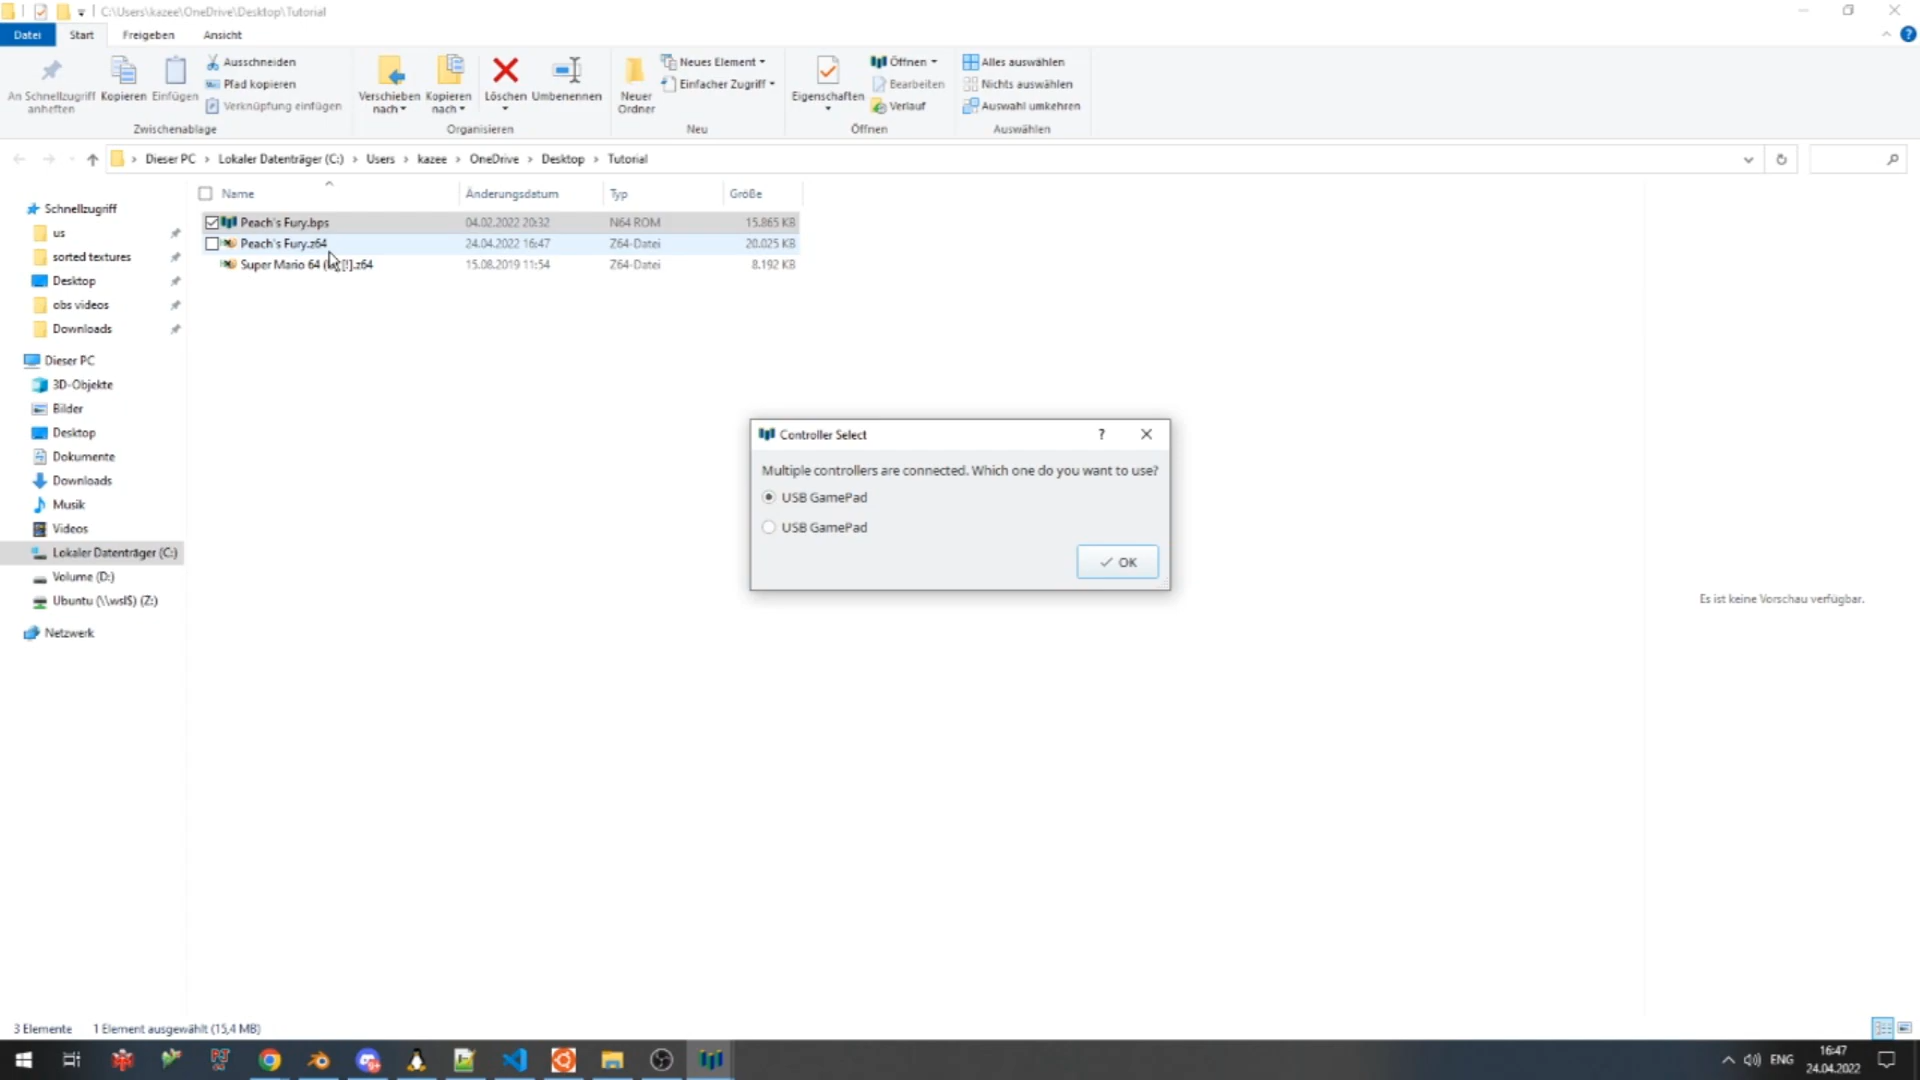 C:\Users\kazee\OneDrive\Desktop\Tutorial
Datei Start Freigeben Ansicht
An Schnellzugriff anheften
Kopieren
Einfügen
Ausschneiden
Pfad kopieren
Verknüpfung einfügen
Zwischenablage
Verschieben nach
Kopieren nach
Löschen
Umbenennen
Organisieren
Neuer Ordner
Neues Element
Einfacher Zugriff
Neu
Eigenschaften
Öffnen
Bearbeiten
Verlauf
Öffnen
Alles auswählen
Nichts auswählen
Auswahl umkehren
Auswählen
Dieser PC › Lokaler Datenträger (C:) › Users › kazee › OneDrive › Desktop › Tutorial
Schnellzugriff
us
sorted textures
Desktop
obs videos
Downloads
Dieser PC
3D-Objekte
Bilder
Desktop
Dokumente
Downloads
Musik
Videos
Lokaler Datenträger (C:)
Volume (D:)
Ubuntu (\\wsl$) (Z:)
Netzwerk
Name Änderungsdatum Typ Größe
Peach's Fury.bps 04.02.2022 20:32 N64 ROM 15.865 KB
Peach's Fury.z64 24.04.2022 16:47 Z64-Datei 20.025 KB
Super Mario 64 [!].z64 15.08.2019 11:54 Z64-Datei 8.192 KB
Controller Select ?
Multiple controllers are connected. Which one do you want to use?
USB GamePad
USB GamePad
OK
Es ist keine Vorschau verfügbar.
3 Elemente 1 Element ausgewählt (15,4 MB)
ENG
16:47
24.04.2022